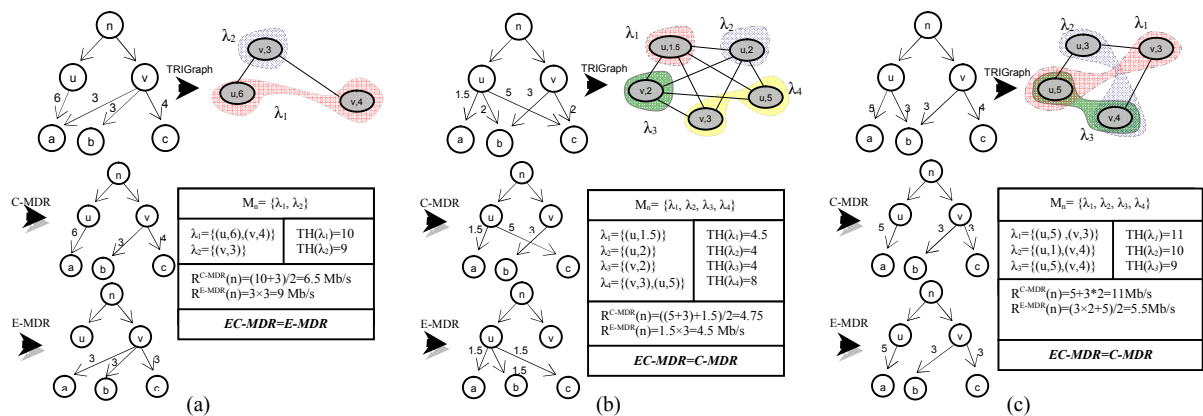 n
u
v
6
3
3
4
a
b
c
TRIGraph
λ2
v,3
u,6
v,4
λ1
C-MDR
n
u
v
6
3
4
a
b
c
E-MDR
n
u
v
3
3
3
a
b
c
Mn= {λ1, λ2}
λ1={(u,6),(v,4)}
λ2={(v,3)}
TH(λ1)=10
TH(λ2)=9
R^C-MDR(n)=(10+3)/2=6.5 Mb/s
R^E-MDR(n)=3×3=9 Mb/s
EC-MDR=E-MDR
(a)
n
u
v
1.5
2
5
3
2
a
b
c
TRIGraph
λ1
u,1.5
λ2
u,2
v,2
λ3
v,3
u,5
λ4
C-MDR
n
u
v
1.5
5
3
a
b
c
E-MDR
n
u
v
1.5
1.5
1.5
a
b
c
Mn= {λ1, λ2, λ3, λ4}
λ1={(u,1.5)}
λ2={(u,2)}
λ3={(v,2)}
λ4={(v,3),(u,5)}
TH(λ1)=4.5
TH(λ2)=4
TH(λ3)=4
TH(λ4)=8
R^C-MDR(n)=((5+3)+1.5)/2=4.75
R^E-MDR(n)=1.5×3=4.5 Mb/s
EC-MDR=C-MDR
(b)
n
u
v
5
3
3
4
a
b
c
TRIGraph
λ2
u,3
λ1
v,3
u,5
λ3
v,4
C-MDR
n
u
v
5
3
3
a
b
c
E-MDR
n
u
v
5
3
3
a
b
c
Mn= {λ1, λ2, λ3, λ4}
λ1={(u,5) ,(v,3)}
λ2={(u,1),(v,4)}
λ3={(u,5),(v,4)}
TH(λ1)=11
TH(λ2)=10
TH(λ3)=9
R^C-MDR(n)=5+3*2=11Mb/s
R^E-MDR(n)=(3×2+5)/2=5.5Mb/s
EC-MDR=C-MDR
(c)